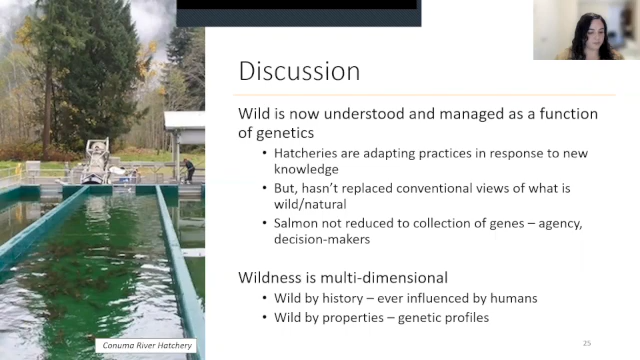 Discussion
Wild is now understood and managed as a function
of genetics
• Hatcheries are adapting practices in response to new
knowledge
• But, hasn’t replaced conventional views of what is
wild/natural
• Salmon not reduced to collection of genes – agency,
decision-makers
Wildness is multi-dimensional
• Wild by history – ever influenced by humans
• Wild by properties – genetic profiles
Conuma River Hatchery
25